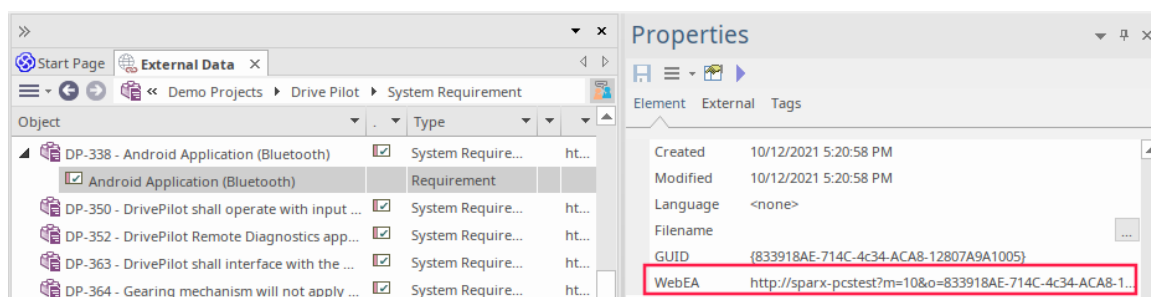 Start Page External Data
Demo Projects Drive Pilot System Requirement
Object . Type
DP-338 - Android Application (Bluetooth) System Require... ht...
Android Application (Bluetooth) Requirement
DP-350 - DrivePilot shall operate with input ... System Require... ht...
DP-352 - DrivePilot Remote Diagnostics app... System Require... ht...
DP-363 - DrivePilot shall interface with the ... System Require... ht...
DP-364 - Gearing mechanism will not apply ... System Require... ht...
Properties
Element External Tags
Created 10/12/2021 5:20:58 PM
Modified 10/12/2021 5:20:58 PM
Language <none>
Filename ...
GUID {833918AE-714C-4c34-ACA8-12807A9A1005}
WebEA http://sparx-pcstest?m=10&o=833918AE-714C-4c34-ACA8-1...